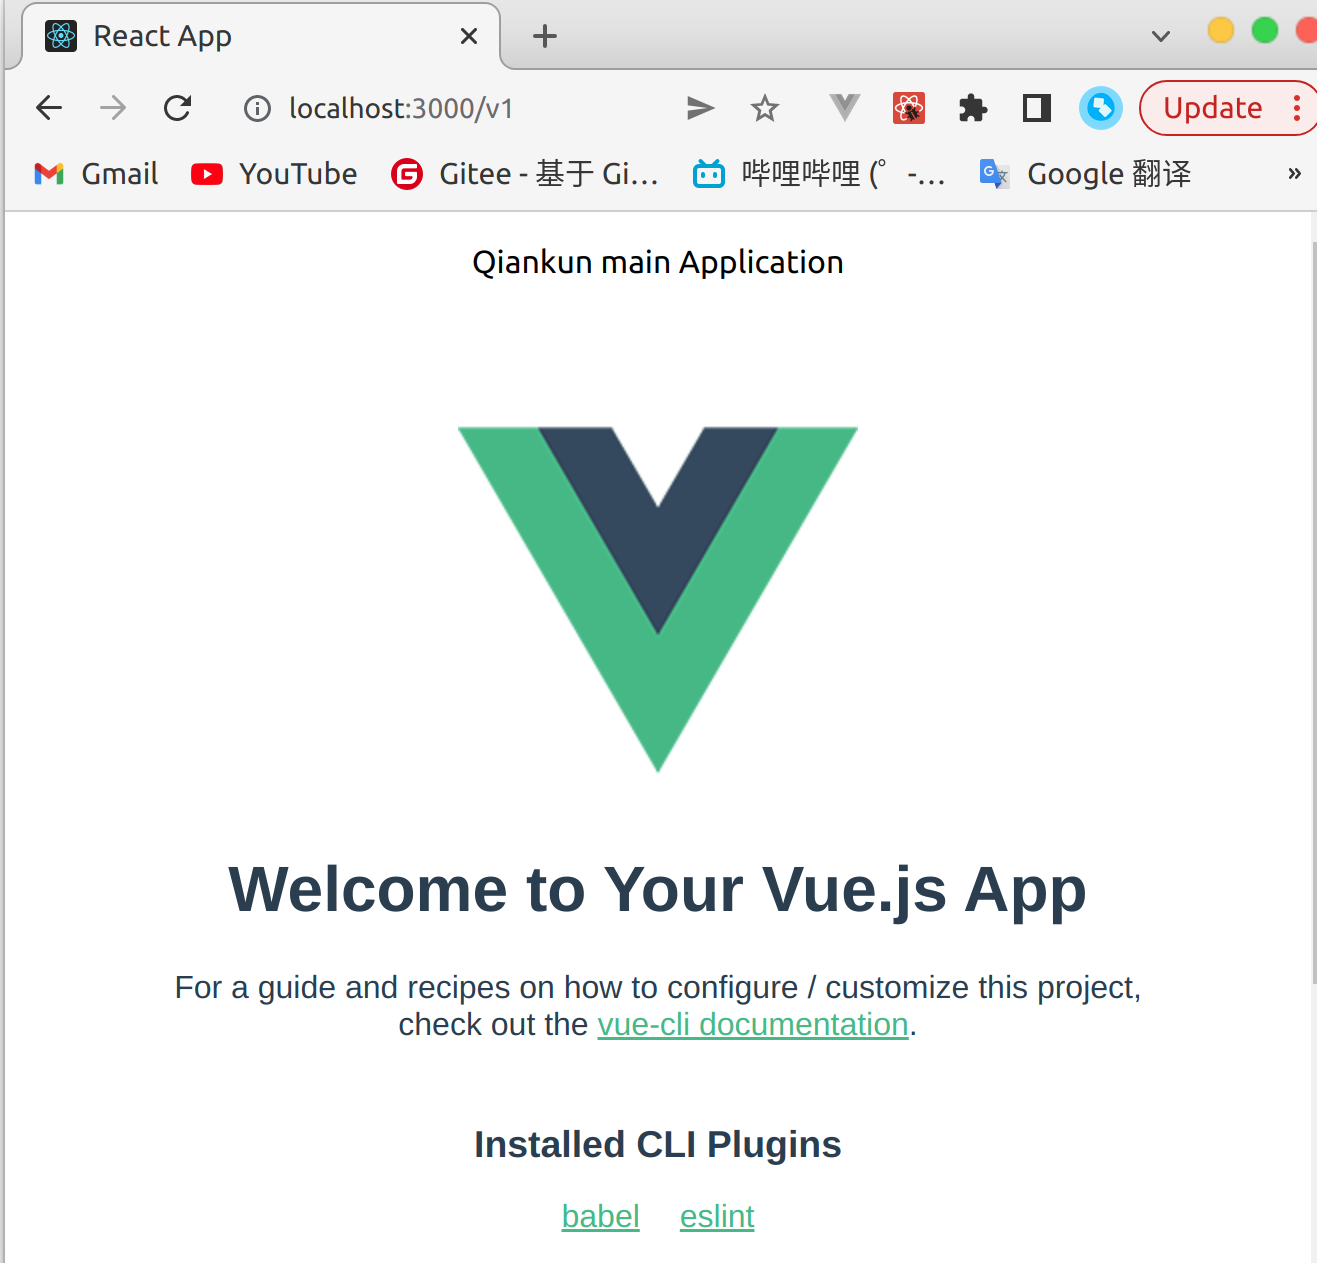 React App
localhost:3000/v1
Update
Gmail YouTube Gitee - 基于 Gi... 哔哩哔哩 (゜-... Google 翻译 »
Qiankun main Application
Welcome to Your Vue.js App
For a guide and recipes on how to configure / customize this project,
check out the vue-cli documentation.
Installed CLI Plugins
babel eslint